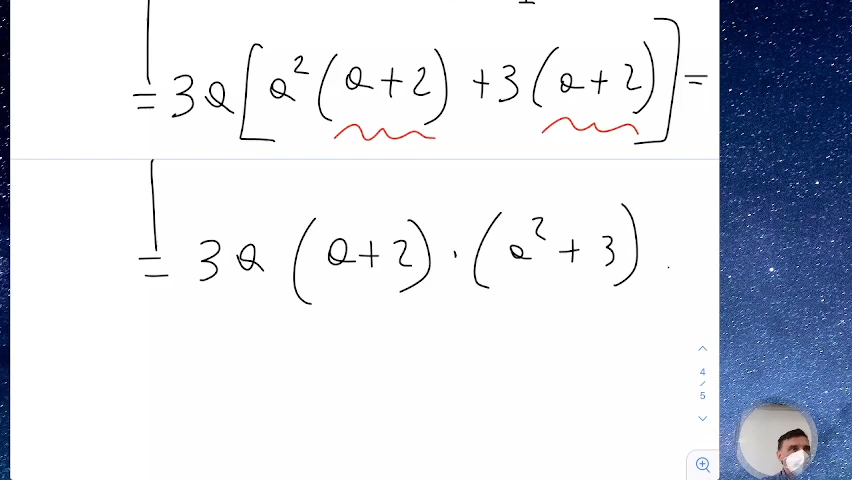 = 3a[a²(a+2) +3(a+2)] =
= 3a (a+2) · (a² + 3) .
4
/
5